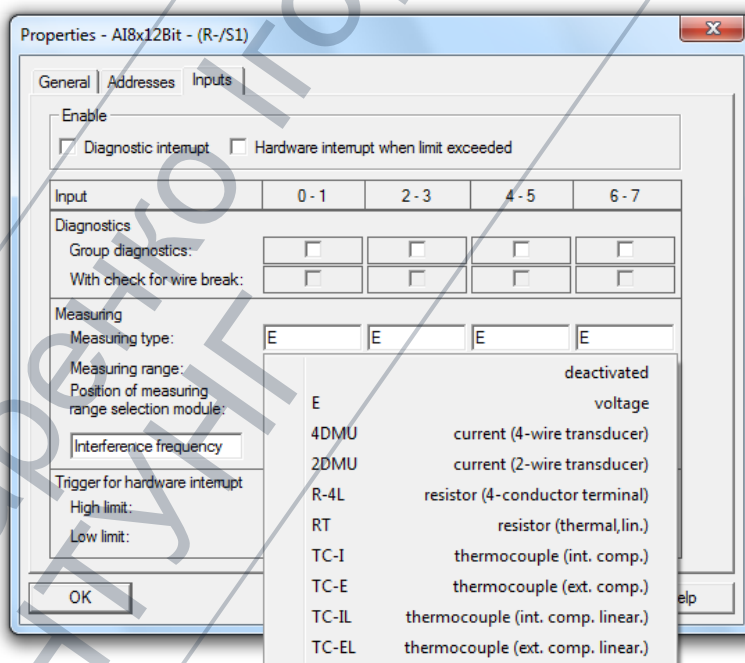 Properties - AI8x12Bit - (R-/S1)
General Addresses Inputs
Enable
Diagnostic interrupt Hardware interrupt when limit exceeded
Input 0 - 1 2 - 3 4 - 5 6 - 7
Diagnostics
Group diagnostics:
With check for wire break:
Measuring
Measuring type: E E E E
Measuring range:
Position of measuring
range selection module:
Interference frequency
Trigger for hardware interrupt
High limit:
Low limit:
deactivated
E voltage
4DMU current (4-wire transducer)
2DMU current (2-wire transducer)
R-4L resistor (4-conductor terminal)
RT resistor (thermal,lin.)
TC-I thermocouple (int. comp.)
TC-E thermocouple (ext. comp.)
TC-IL thermocouple (int. comp. linear.)
TC-EL thermocouple (ext. comp. linear.)
OK